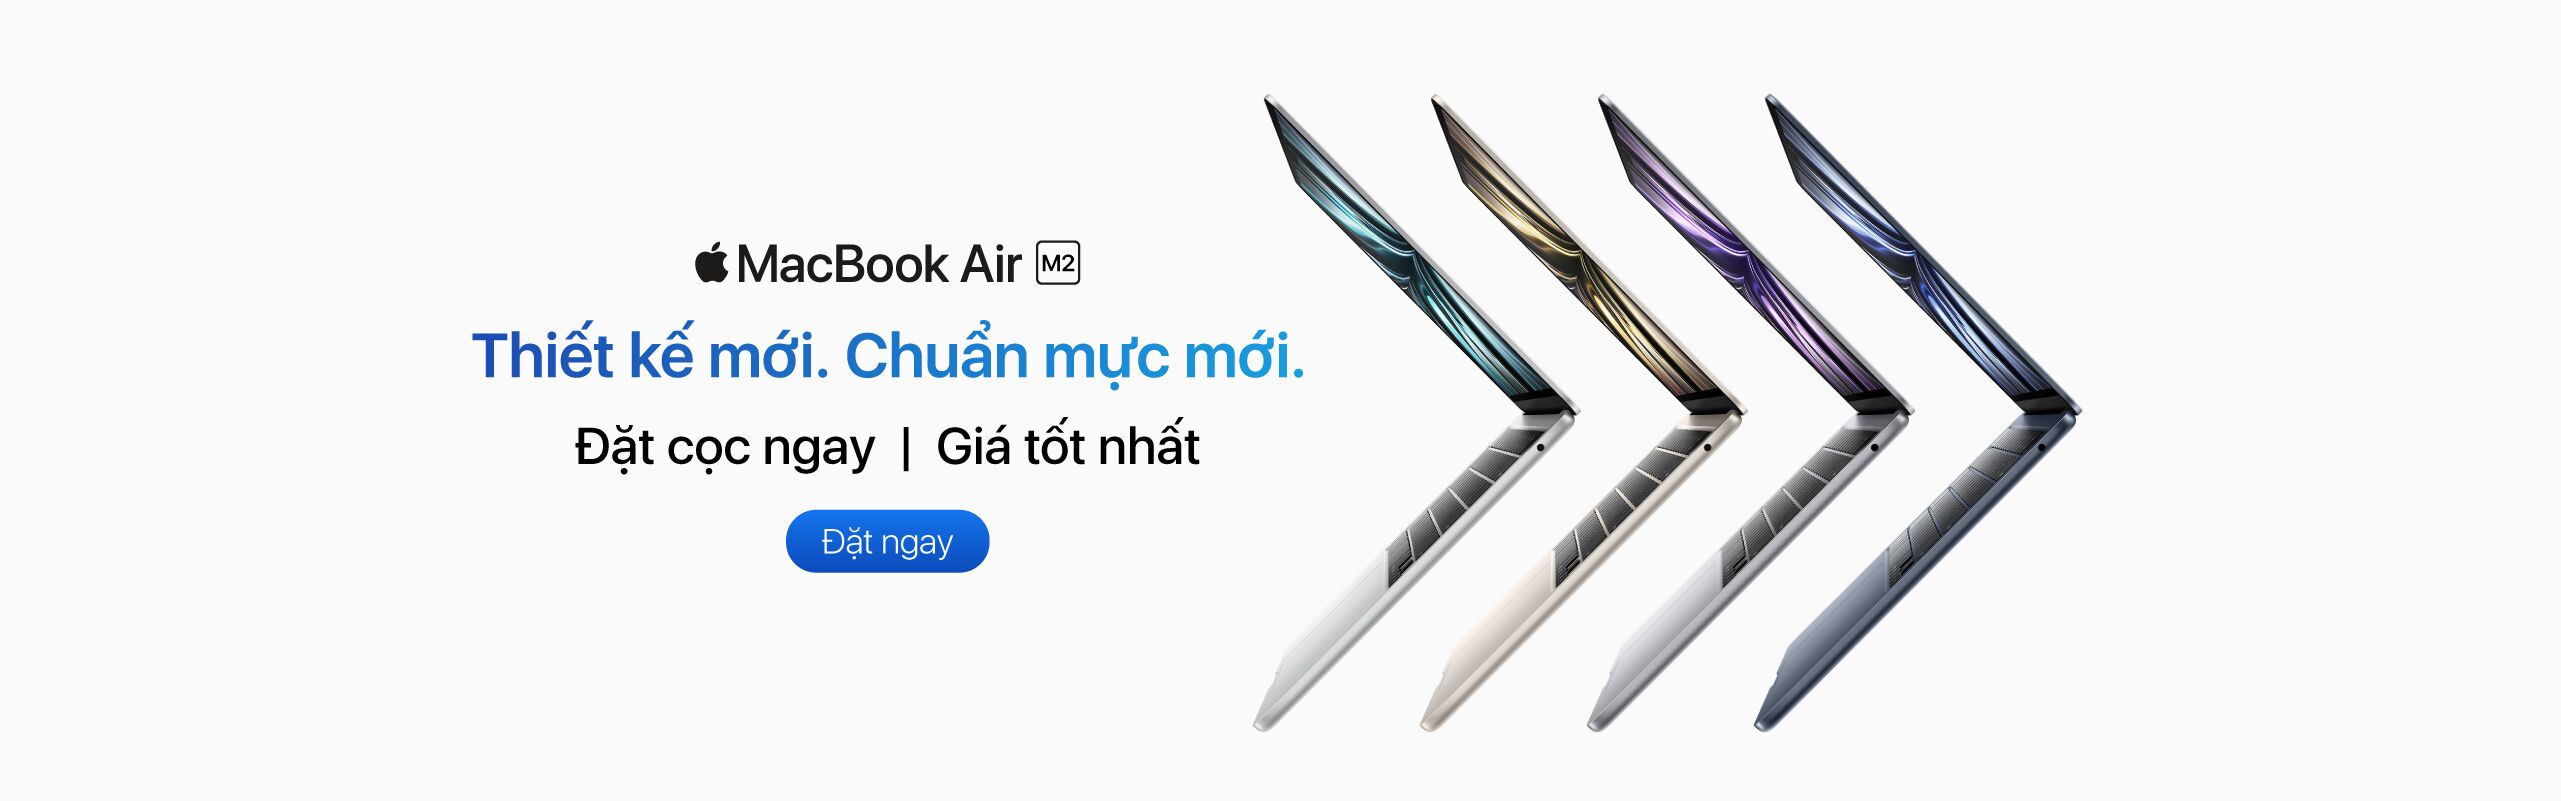 MacBook Air M2
Thiết kế mới. Chuẩn mực mới.
Đặt cọc ngay | Giá tốt nhất
Đặt ngay